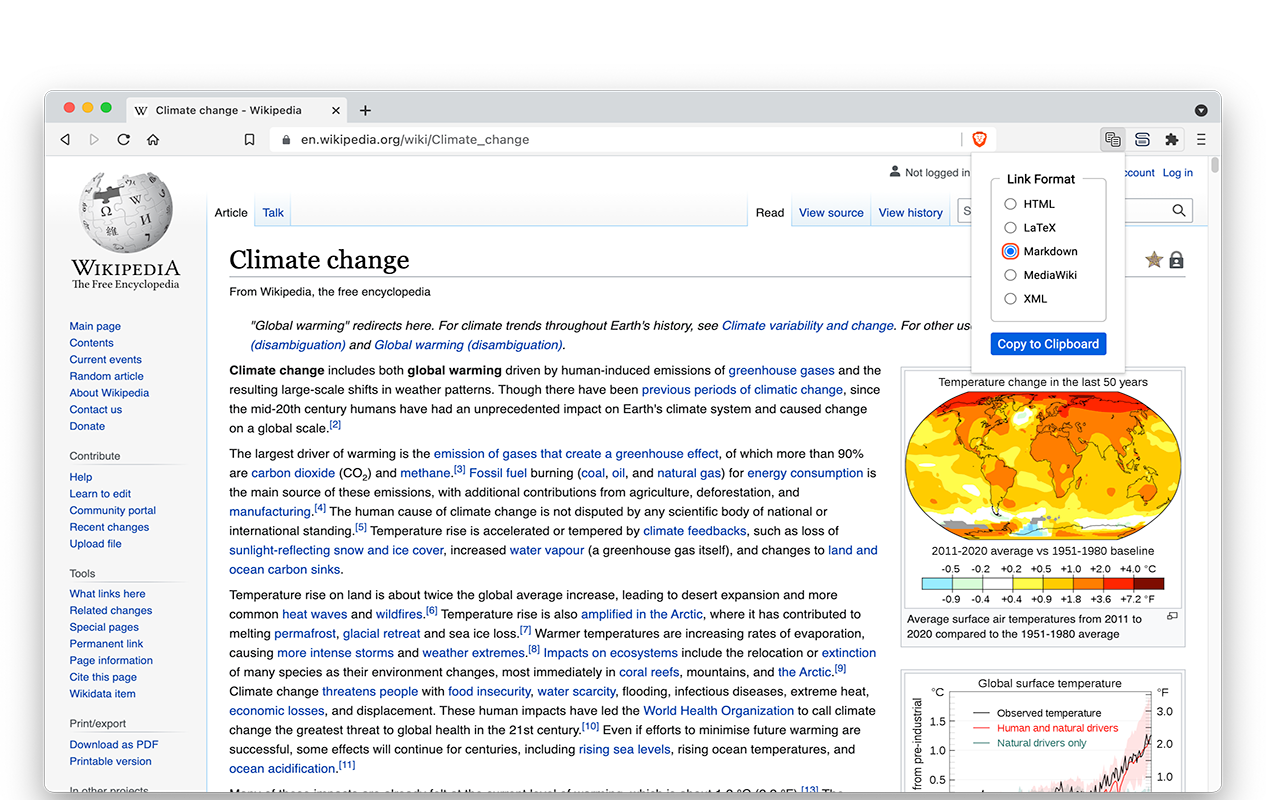 Climate change - Wikipedia
en.wikipedia.org/wiki/Climate_change
Not logged in
count Log in
Link Format
HTML
LaTeX
Markdown
MediaWiki
XML
Copy to Clipboard
WIKIPEDIA
The Free Encyclopedia
Main page
Contents
Current events
Random article
About Wikipedia
Contact us
Donate
Contribute
Help
Learn to edit
Community portal
Recent changes
Upload file
Tools
What links here
Related changes
Special pages
Permanent link
Page information
Cite this page
Wikidata item
Print/export
Download as PDF
Printable version
In other projects
Article Talk
Read View source View history
Climate change
From Wikipedia, the free encyclopedia
"Global warming" redirects here. For climate trends throughout Earth's history, see Climate variability and change. For other
(disambiguation) and Global warming (disambiguation).
Climate change includes both global warming driven by human-induced emissions of greenhouse gases and the
resulting large-scale shifts in weather patterns. Though there have been previous periods of climatic change, since
the mid-20th century humans have had an unprecedented impact on Earth's climate system and caused change
on a global scale.[2]
The largest driver of warming is the emission of gases that create a greenhouse effect, of which more than 90%
are carbon dioxide (CO2) and methane.[3] Fossil fuel burning (coal, oil, and natural gas) for energy consumption is
the main source of these emissions, with additional contributions from agriculture, deforestation, and
manufacturing.[4] The human cause of climate change is not disputed by any scientific body of national or
international standing.[5] Temperature rise is accelerated or tempered by climate feedbacks, such as loss of
sunlight-reflecting snow and ice cover, increased water vapour (a greenhouse gas itself), and changes to land and
ocean carbon sinks.
Temperature rise on land is about twice the global average increase, leading to desert expansion and more
common heat waves and wildfires.[6] Temperature rise is also amplified in the Arctic, where it has contributed to
melting permafrost, glacial retreat and sea ice loss.[7] Warmer temperatures are increasing rates of evaporation,
causing more intense storms and weather extremes.[8] Impacts on ecosystems include the relocation or extinction
of many species as their environment changes, most immediately in coral reefs, mountains, and the Arctic.[9]
Climate change threatens people with food insecurity, water scarcity, flooding, infectious diseases, extreme heat,
economic losses, and displacement. These human impacts have led the World Health Organization to call climate
change the greatest threat to global health in the 21st century.[10] Even if efforts to minimise future warming are
successful, some effects will continue for centuries, including rising sea levels, rising ocean temperatures, and
ocean acidification.[11]
Many of these impacts are already felt at the current level of warming, which is about
Temperature change in the last 50 years
2011-2020 average vs 1951-1980 baseline
-0.5 -0.2 +0.2 +0.5 +1.0 +2.0 +4.0 °C
-0.9 -0.4 +0.4 +0.9 +1.8 +3.6 +7.2 °F
Average surface air temperatures from 2011 to
2020 compared to the 1951-1980 average
Global surface temperature
°C °F
Observed temperature
Human and natural drivers
Natural drivers only
1.5
1.0
0.5
3.0
2.0
1.0
from pre-industrial